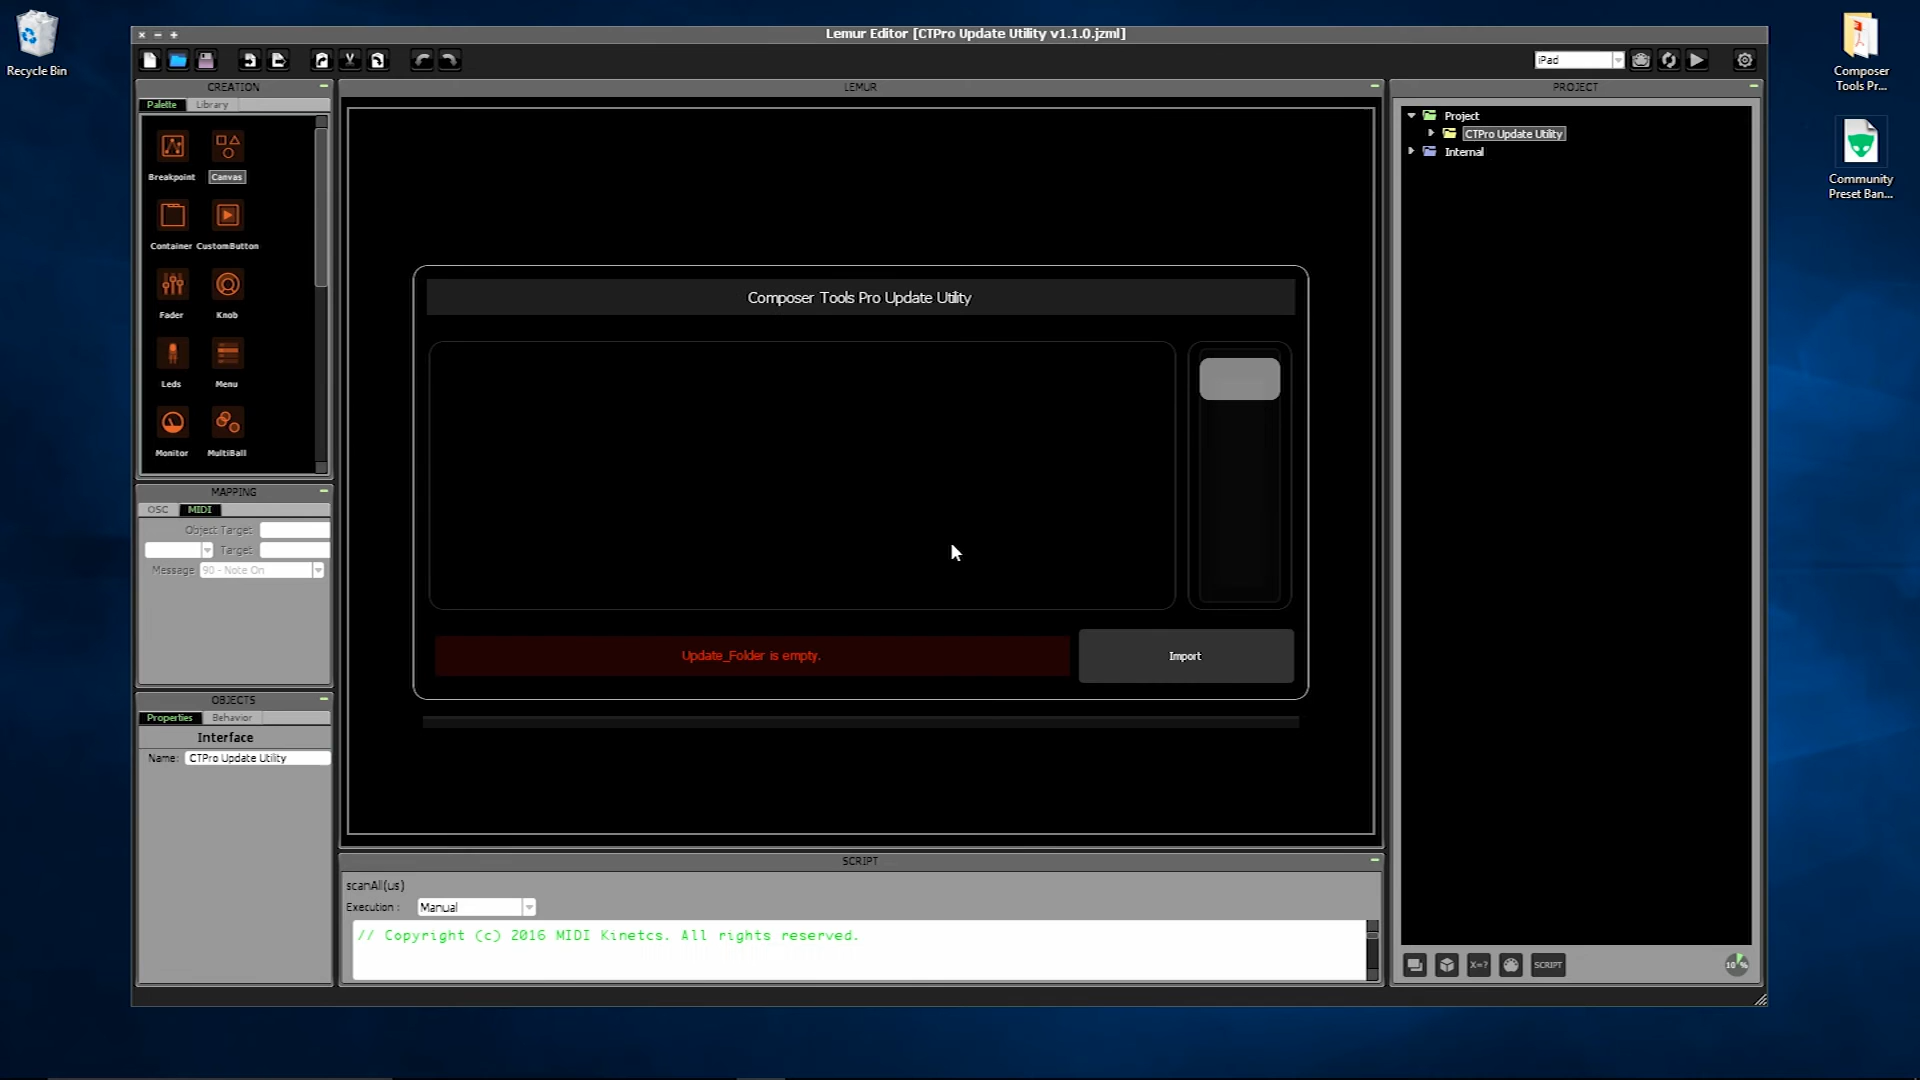 Recycle Bin
Composer
Tools Pr...
Community
Preset Ban...
Lemur Editor [CTPro Update Utility v1.1.0.jzml]
iPad
CREATION
Palette
Library
Breakpoint
Canvas
Container
CustomButton
Fader
Knob
Leds
Menu
Monitor
MultiBall
MAPPING
OSC
MIDI
Object Target:
Target:
Message
90 - Note On
OBJECTS
Properties
Behavior
Interface
Name:
CTPro Update Utility
LEMUR
Composer Tools Pro Update Utility
Update_Folder is empty.
Import
SCRIPT
scanAll(us)
Execution :
Manual
// Copyright (c) 2016 MIDI Kinetcs. All rights reserved.
PROJECT
Project
CTPro Update Utility
Internal
X=?
SCRIPT
10 %